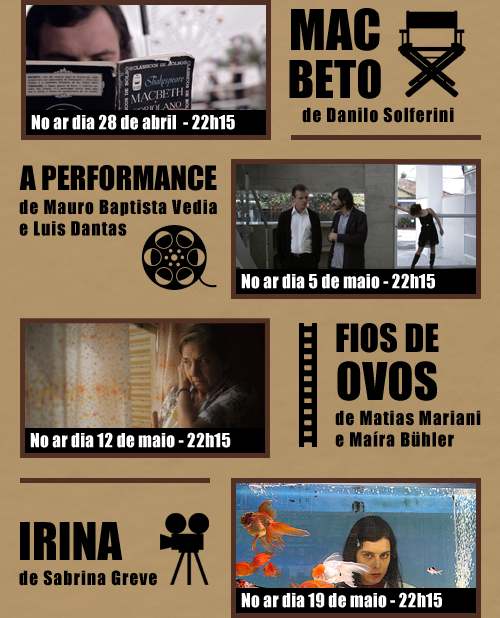 MAC
BETO
de Danilo Solferini
CLÁSSICOS DE BOLSO
Shakespeare
MACBETH
No ar dia 28 de abril - 22h15
A PERFORMANCE
de Mauro Baptista Vedia
e Luis Dantas
No ar dia 5 de maio - 22h15
FIOS DE
OVOS
de Matias Mariani
e Maíra Bühler
No ar dia 12 de maio - 22h15
IRINA
de Sabrina Greve
No ar dia 19 de maio - 22h15